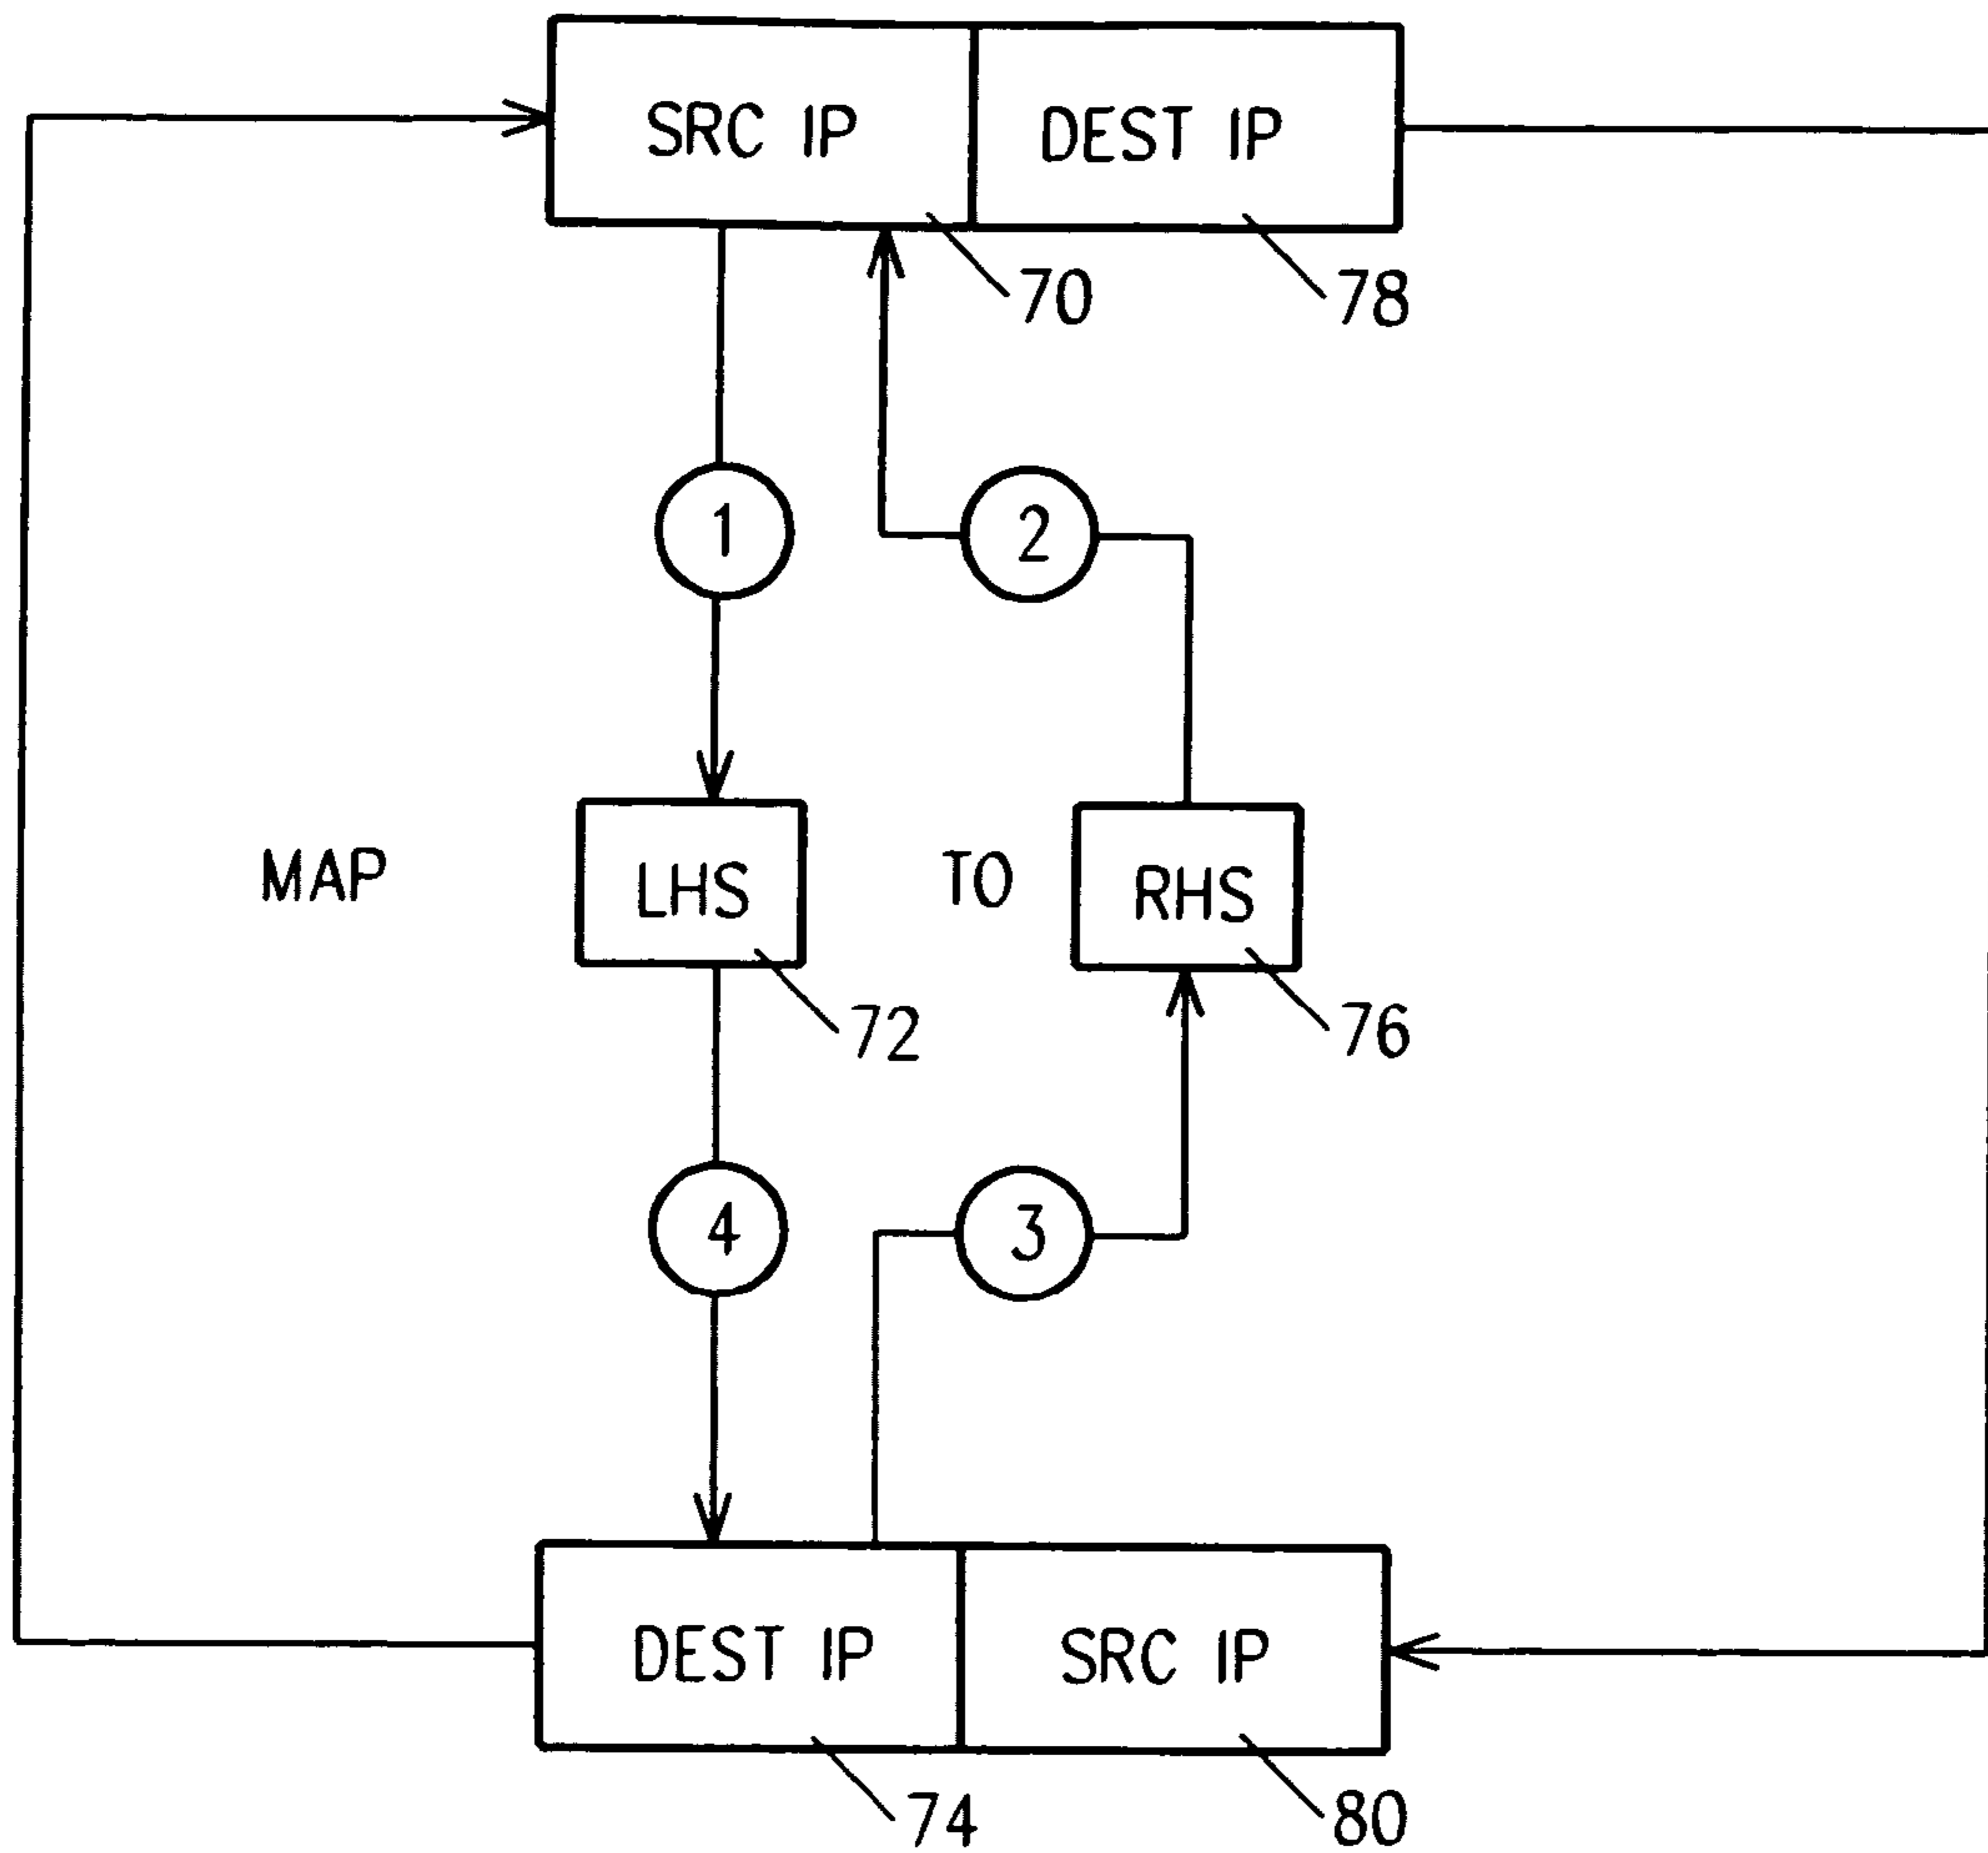 SRC IP DEST IP
70 78
1 2
MAP LHS TO RHS
72 76
4 3
DEST IP SRC IP
74 80